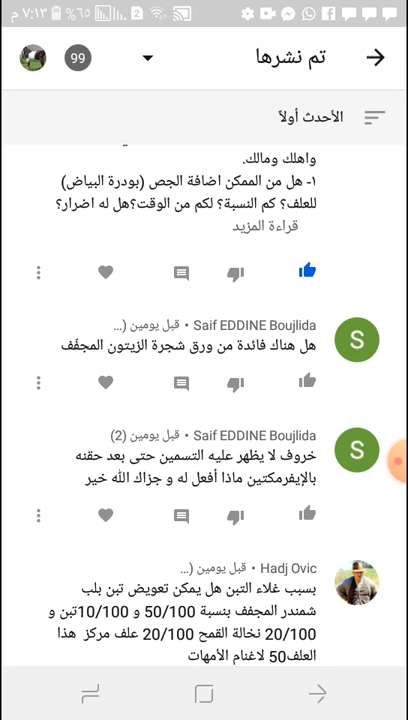 ٧:١٣ م
٦٥٪
2
تم نشرها
99
الأحدث أولاً
واهلك ومالك.
١- هل من الممكن اضافة الجص (بودرة البياض)
للعلف؟ كم النسبة؟ لكم من الوقت؟هل له اضرار؟
قراءة المزيد
Saif EDDINE Boujlida • قبل يومين (...
S
هل هناك فائدة من ورق شجرة الزيتون المجفّف
Saif EDDINE Boujlida • قبل يومين (2)
S
خروف لا يظهر عليه التسمين حتى بعد حقنه
بالإيفرمكتين ماذا أفعل له و جزاك الله خير
Hadj Ovic • قبل يومين (...
بسبب غلاء التبن هل يمكن تعويض تبن بلب
شمندر المجفف بنسبة 50/100 و 10/100تبن و
20/100 نخالة القمح 20/100 علف مركز هذا
العلف50 لاغنام الأمهات